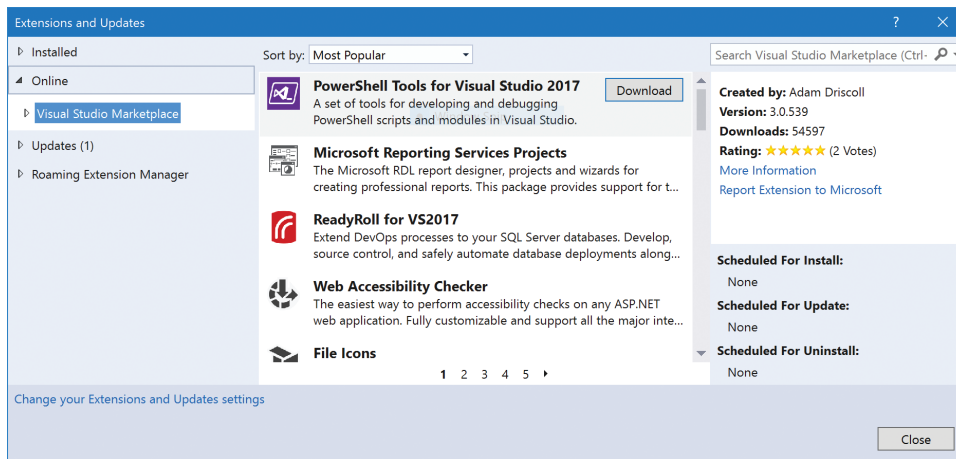 Extensions and Updates
?
Installed
Online
Visual Studio Marketplace
Updates (1)
Roaming Extension Manager
Sort by: Most Popular
PowerShell Tools for Visual Studio 2017
Download
A set of tools for developing and debugging
PowerShell scripts and modules in Visual Studio.
Microsoft Reporting Services Projects
The Microsoft RDL report designer, projects and wizards for
creating professional reports. This package provides support for t...
ReadyRoll for VS2017
Extend DevOps processes to your SQL Server databases. Develop,
source control, and safely automate database deployments along...
Web Accessibility Checker
The easiest way to perform accessibility checks on any ASP.NET
web application. Fully customizable and support all the major inte...
File Icons
1 2 3 4 5
Search Visual Studio Marketplace (Ctrl-
Created by: Adam Driscoll
Version: 3.0.539
Downloads: 54597
Rating: (2 Votes)
More Information
Report Extension to Microsoft
Scheduled For Install:
None
Scheduled For Update:
None
Scheduled For Uninstall:
None
Change your Extensions and Updates settings
Close